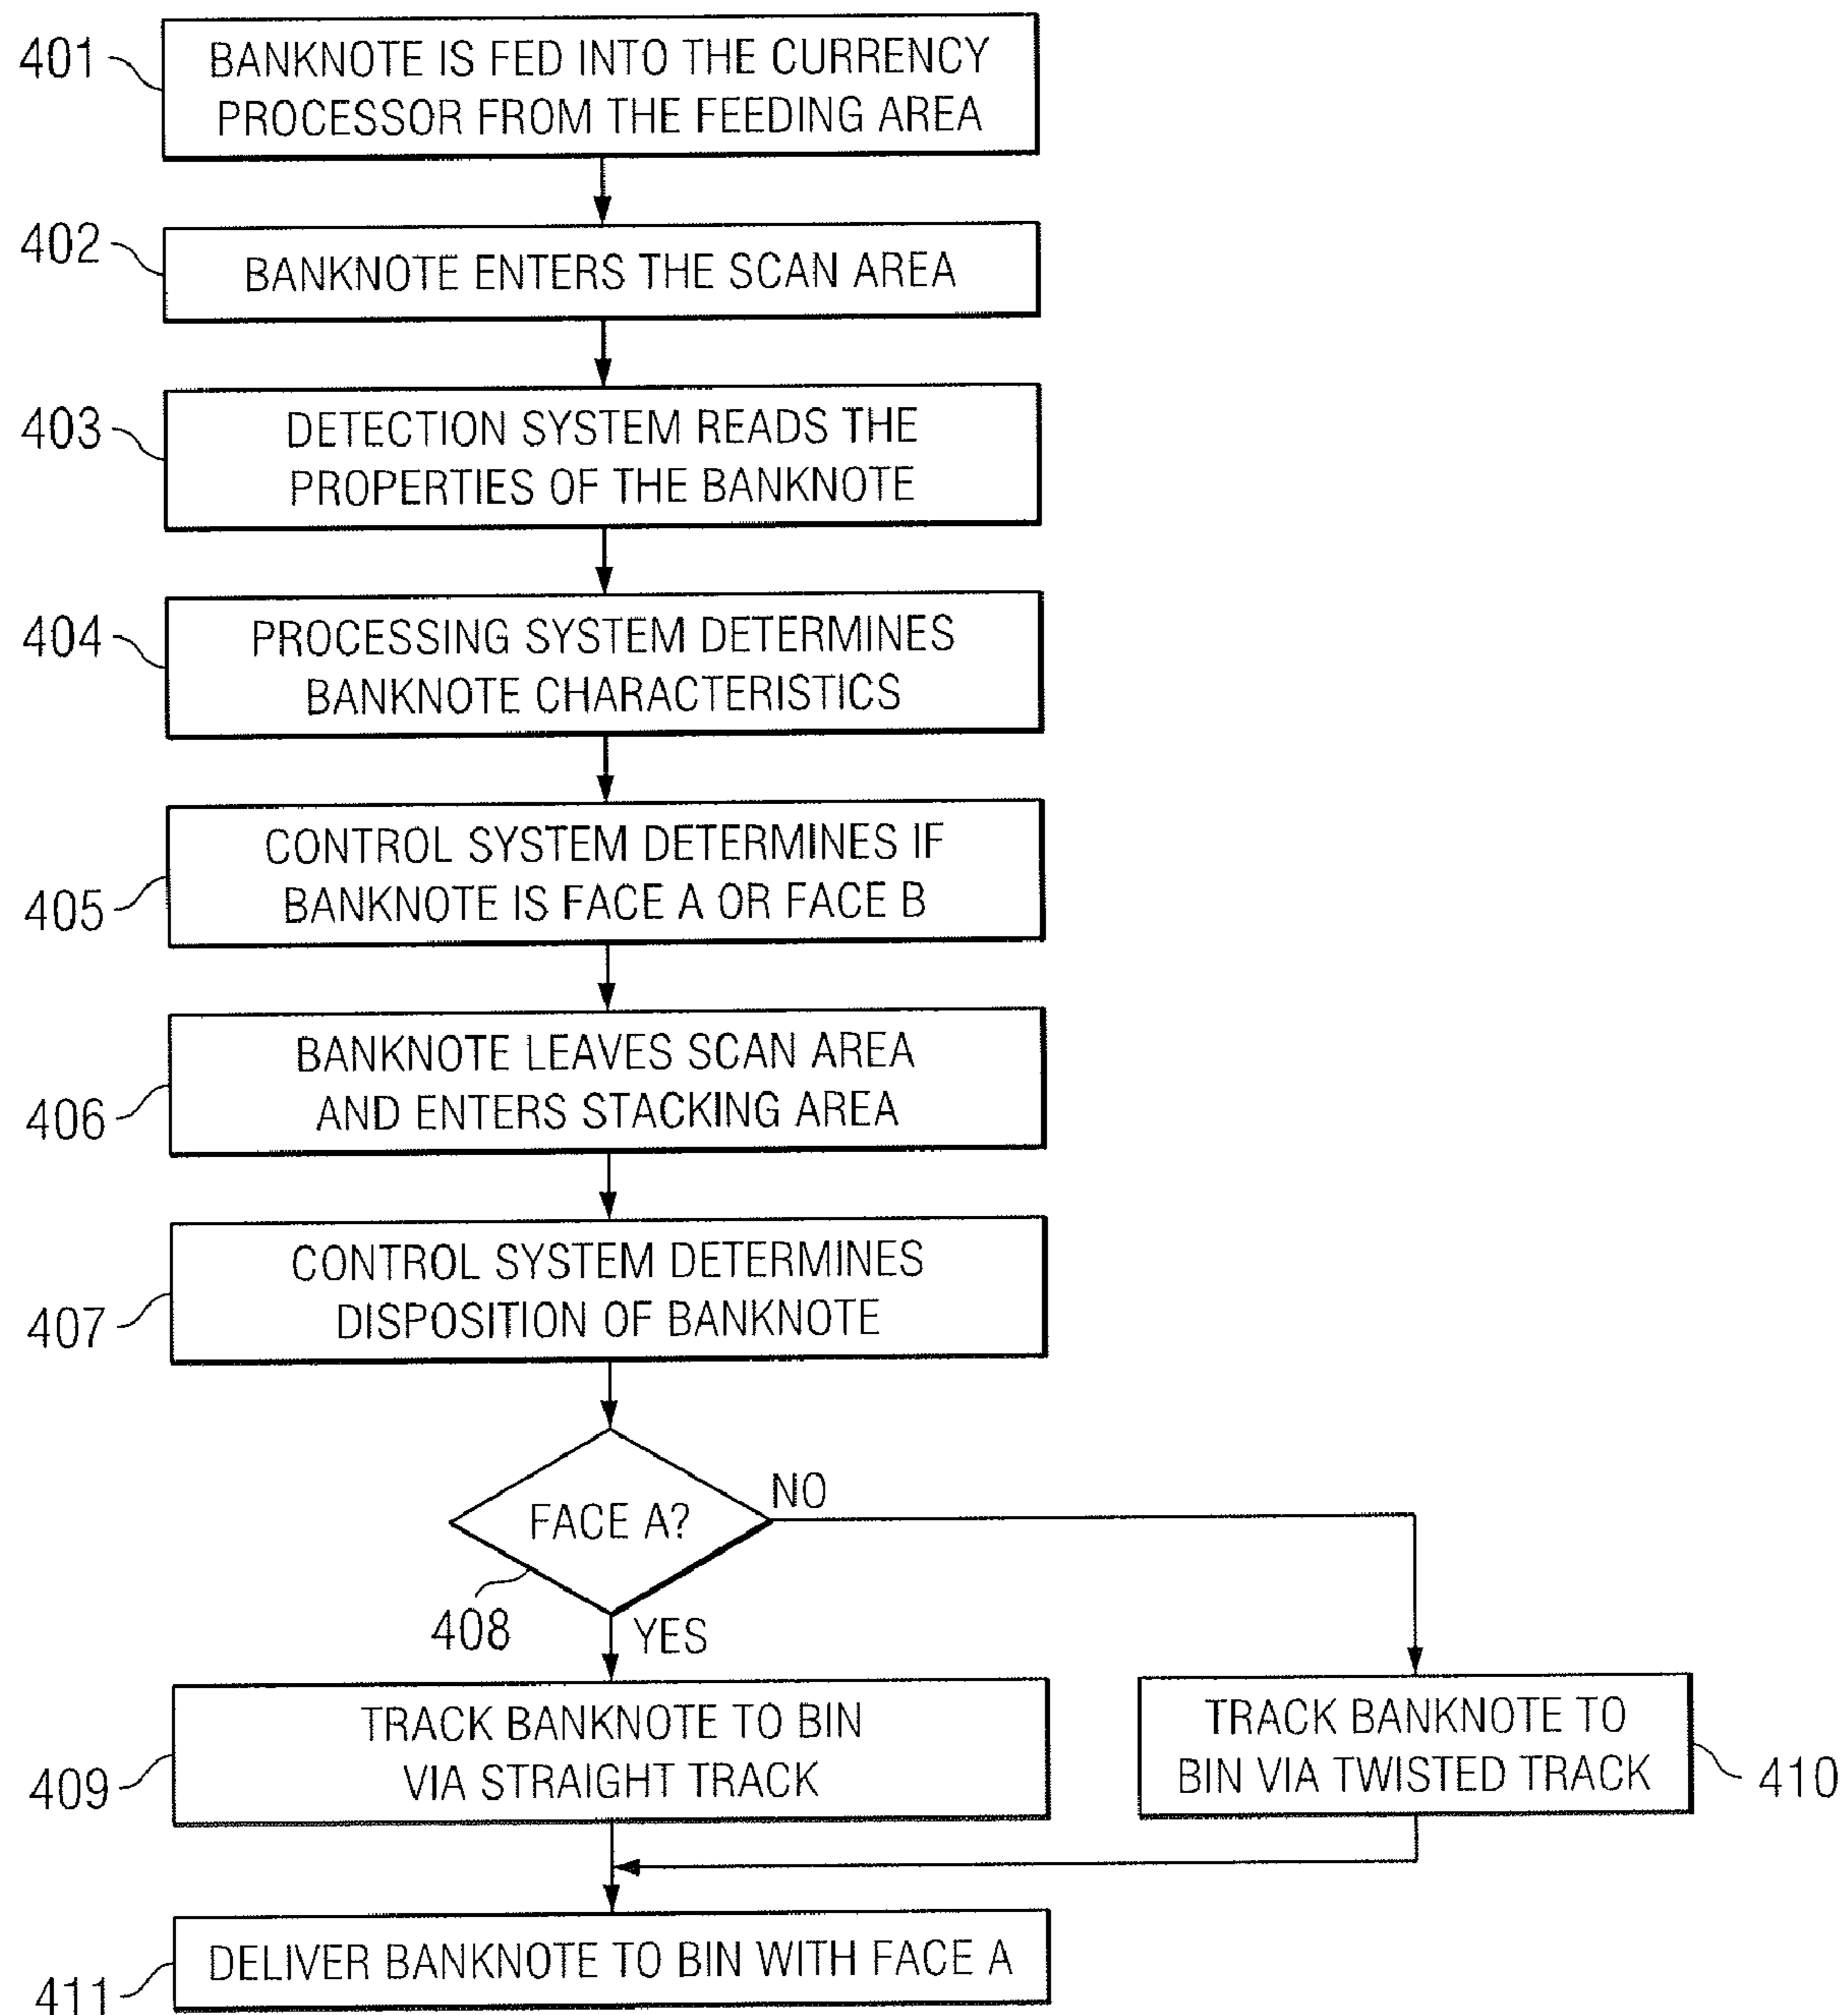 401
BANKNOTE IS FED INTO THE CURRENCY
PROCESSOR FROM THE FEEDING AREA
402
BANKNOTE ENTERS THE SCAN AREA
403
DETECTION SYSTEM READS THE
PROPERTIES OF THE BANKNOTE
404
PROCESSING SYSTEM DETERMINES
BANKNOTE CHARACTERISTICS
405
CONTROL SYSTEM DETERMINES IF
BANKNOTE IS FACE A OR FACE B
406
BANKNOTE LEAVES SCAN AREA
AND ENTERS STACKING AREA
407
CONTROL SYSTEM DETERMINES
DISPOSITION OF BANKNOTE
FACE A?
NO
408
YES
409
TRACK BANKNOTE TO BIN
VIA STRAIGHT TRACK
TRACK BANKNOTE TO
BIN VIA TWISTED TRACK
410
411
DELIVER BANKNOTE TO BIN WITH FACE A